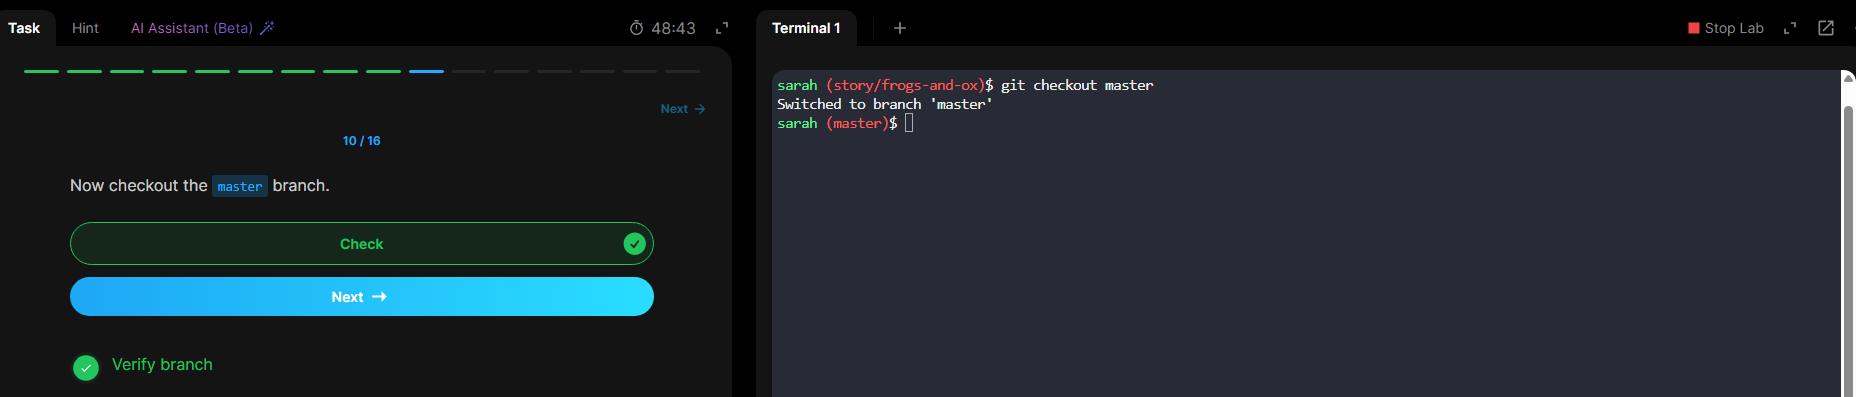 Task
Hint
AI Assistant (Beta)
48:43
Next →
10 / 16
Now checkout the master branch.
Check
Next →
Verify branch
Terminal 1
+
Stop Lab
sarah (story/frogs-and-ox)$ git checkout master
Switched to branch 'master'
sarah (master)$